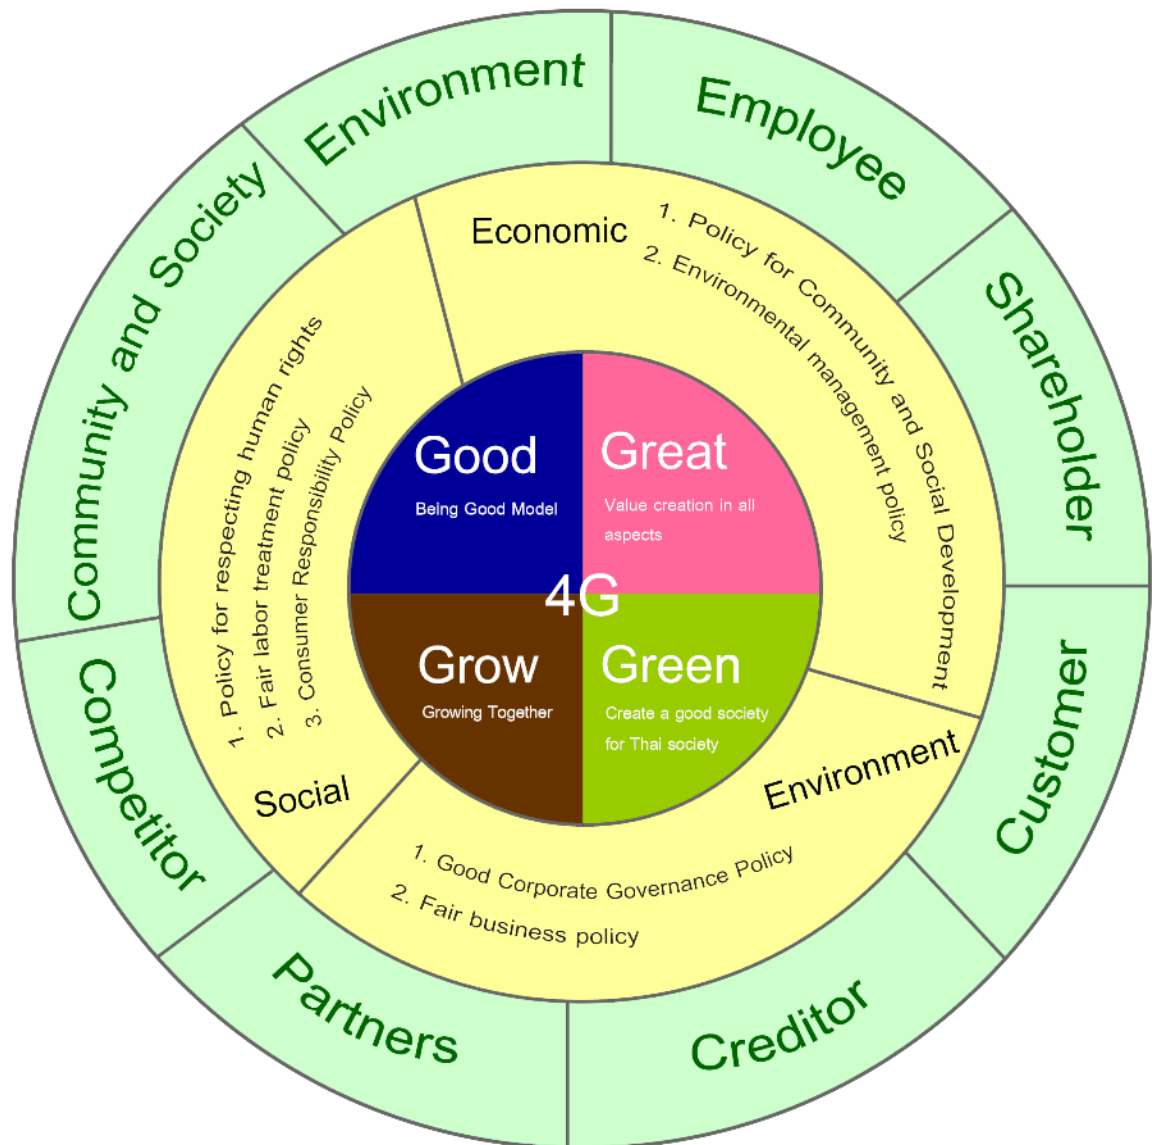 Environment
Employee
Shareholder
Customer
Creditor
Partners
Competitor
Community and Society
Economic
1. Policy for Community and Social Development
2. Environmental management policy
Environment
1. Good Corporate Governance Policy
2. Fair business policy
Social
1. Policy for respecting human rights
2. Fair labor treatment policy
3. Consumer Responsibility Policy
Good
Being Good Model
Great
Value creation in all
aspects
4G
Grow
Growing Together
Green
Create a good society
for Thai society